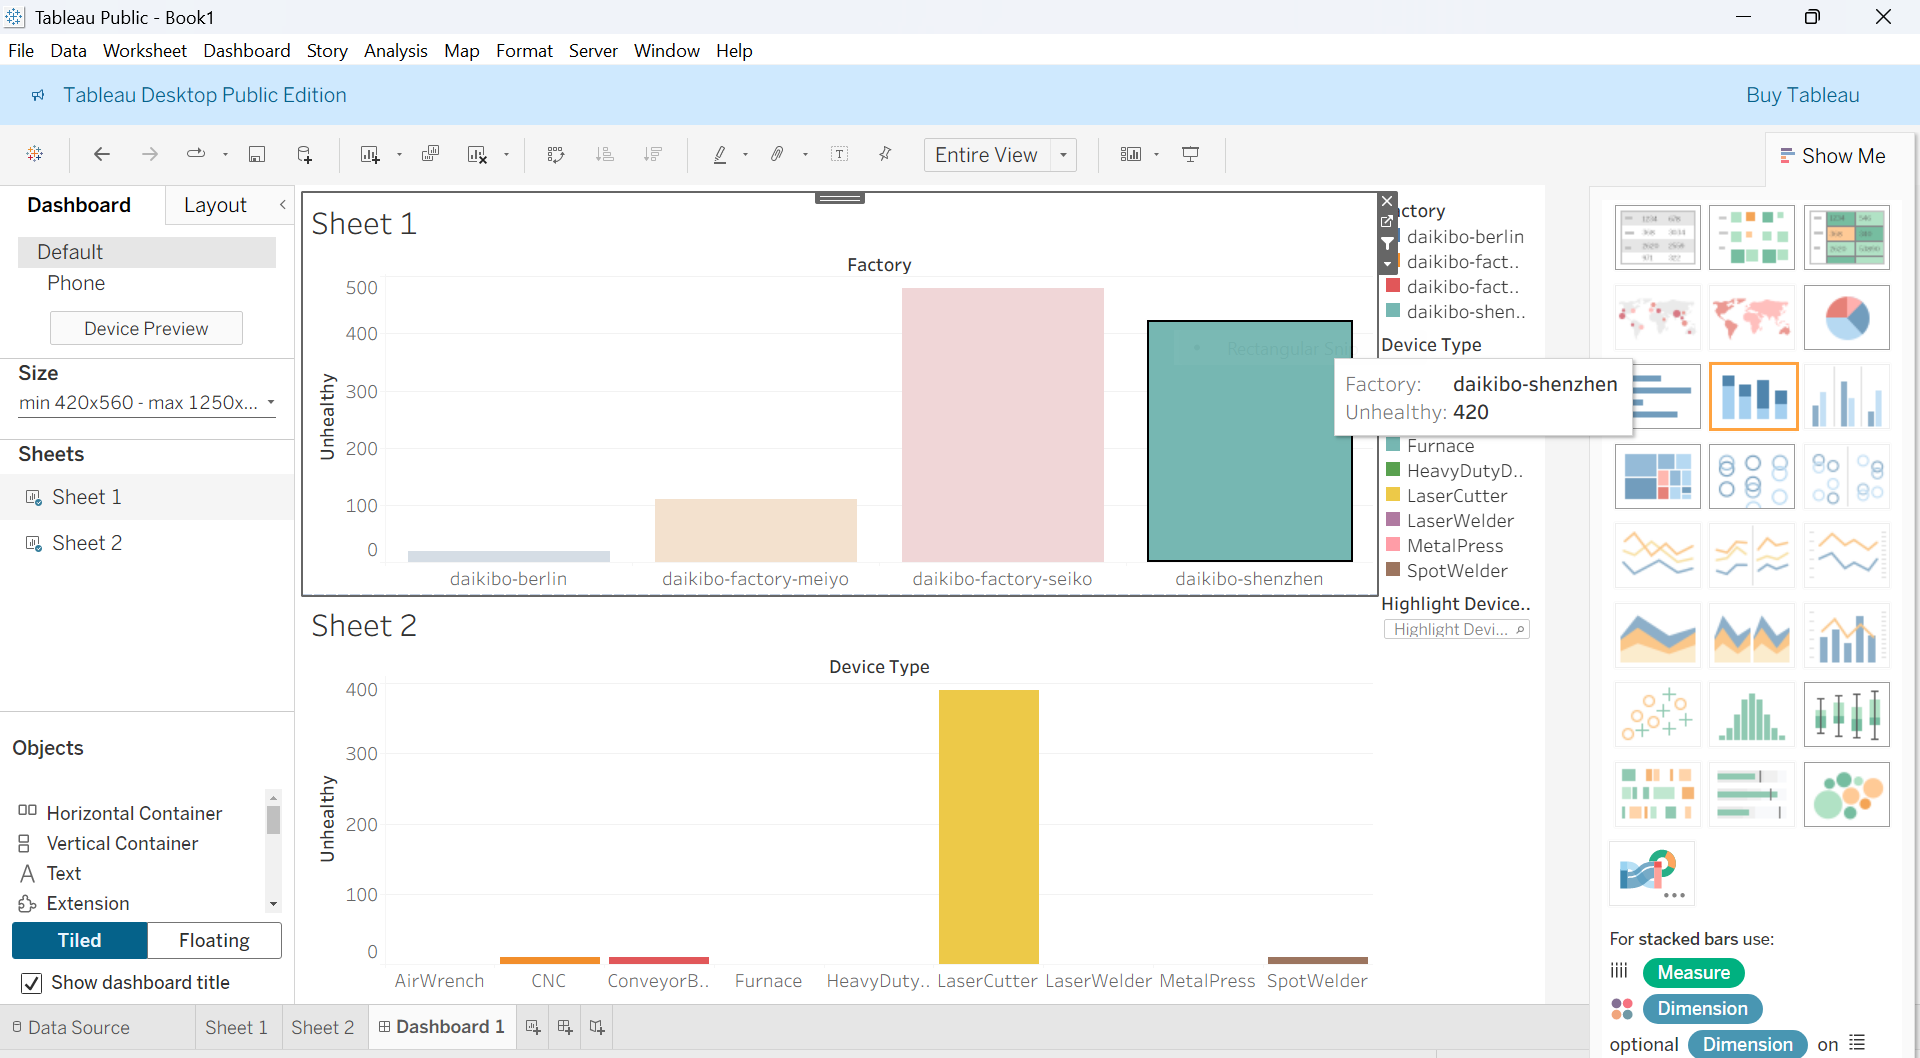 Tableau Public - Book1
File Data Worksheet Dashboard Story Analysis Map Format Server Window Help
Tableau Desktop Public Edition
Buy Tableau
Entire View
Show Me
Dashboard
Layout
Default
Phone
Device Preview
Size
min 420x560 - max 1250x...
Sheets
Sheet 1
Sheet 2
Objects
Horizontal Container
Vertical Container
Text
Extension
Tiled
Floating
Show dashboard title
Sheet 1
Factory
Unhealthy
500
400
300
200
100
0
daikibo-berlin
daikibo-factory-meiyo
daikibo-factory-seiko
daikibo-shenzhen
Rectangular
ctory
daikibo-berlin
daikibo-fact..
daikibo-fact..
daikibo-shen..
Device Type
Factory: daikibo-shenzhen
Unhealthy: 420
Furnace
HeavyDutyD..
LaserCutter
LaserWelder
MetalPress
SpotWelder
Highlight Device..
Highlight Devi...
Sheet 2
Device Type
Unhealthy
400
300
200
100
0
AirWrench
CNC
ConveyorB..
Furnace
HeavyDuty..
LaserCutter
LaserWelder
MetalPress
SpotWelder
For stacked bars use:
Measure
Dimension
optional Dimension on
Data Source
Sheet 1
Sheet 2
Dashboard 1